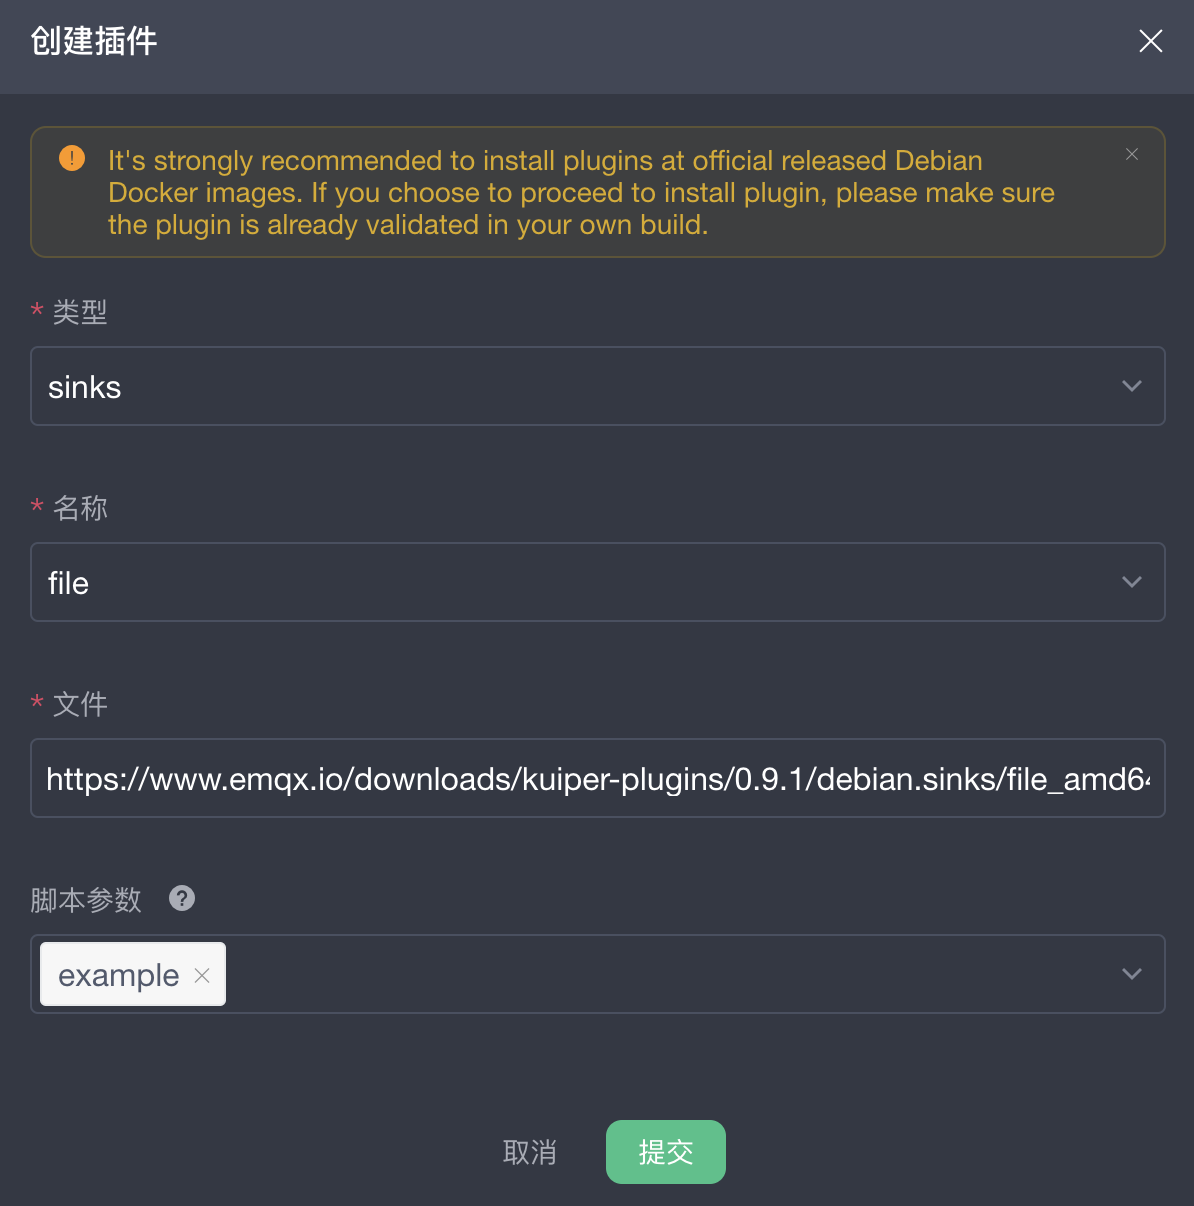 创建插件
It's strongly recommended to install plugins at official released Debian
Docker images. If you choose to proceed to install plugin, please make sure
the plugin is already validated in your own build.
* 类型
sinks
* 名称
file
* 文件
https://www.emqx.io/downloads/kuiper-plugins/0.9.1/debian.sinks/file_amd64
脚本参数
example
取消
提交